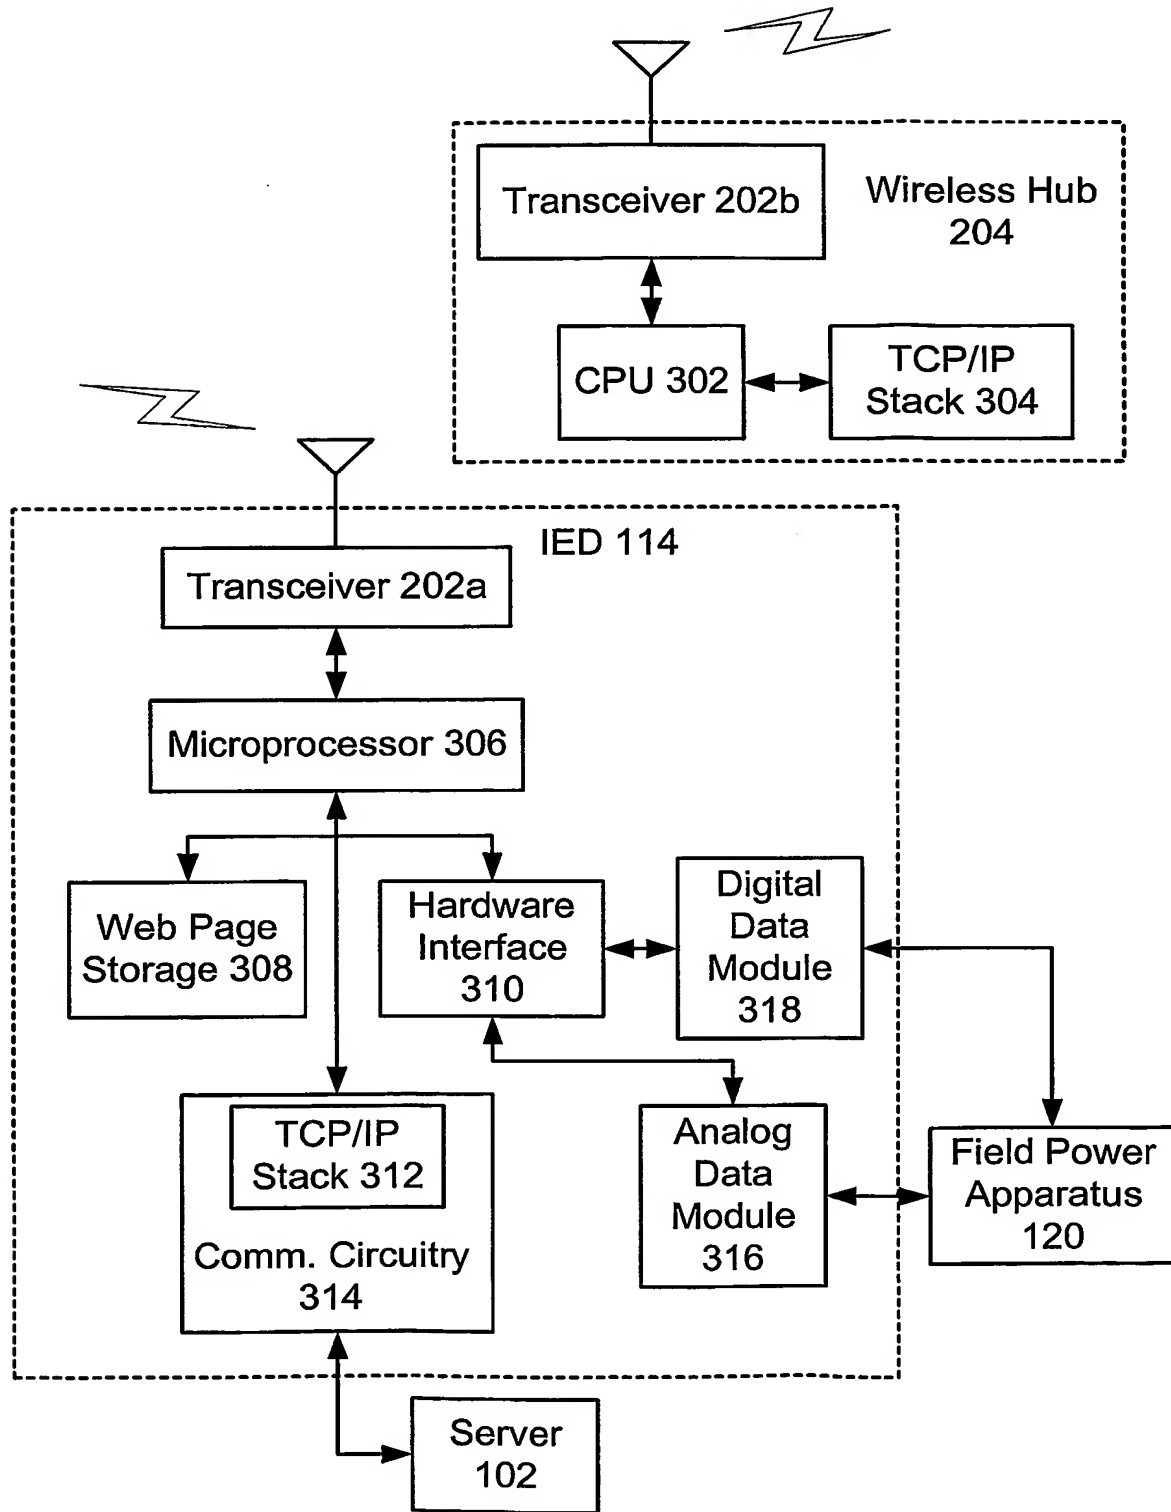 Transceiver 202b
Wireless Hub
204
CPU 302
TCP/IP
Stack 304
IED 114
Transceiver 202a
Microprocessor 306
Web Page
Storage 308
Hardware
Interface
310
Digital
Data
Module
318
TCP/IP
Stack 312
Comm. Circuitry
314
Analog
Data
Module
316
Field Power
Apparatus
120
Server
102